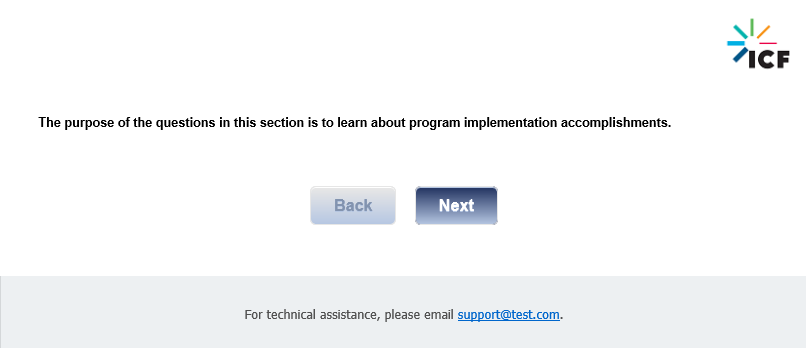 ICF
The purpose of the questions in this section is to learn about program implementation accomplishments.
Back
Next
For technical assistance, please email support@test.com.